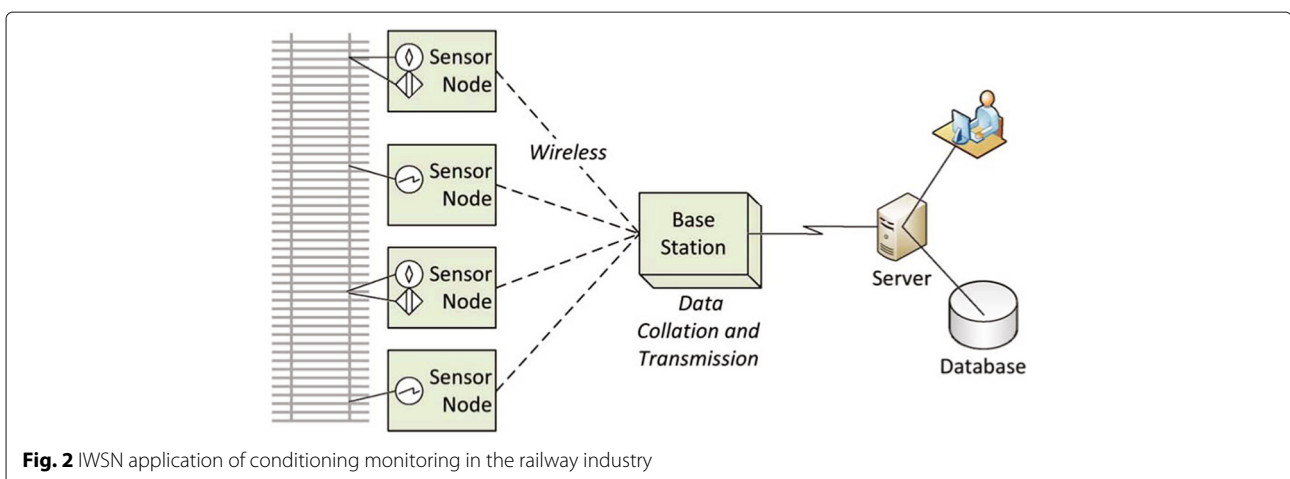 Sensor
Node
Sensor
Node
Sensor
Node
Sensor
Node
Wireless
Base
Station
Data
Collation and
Transmission
Server
Database
Fig. 2 IWSN application of conditioning monitoring in the railway industry